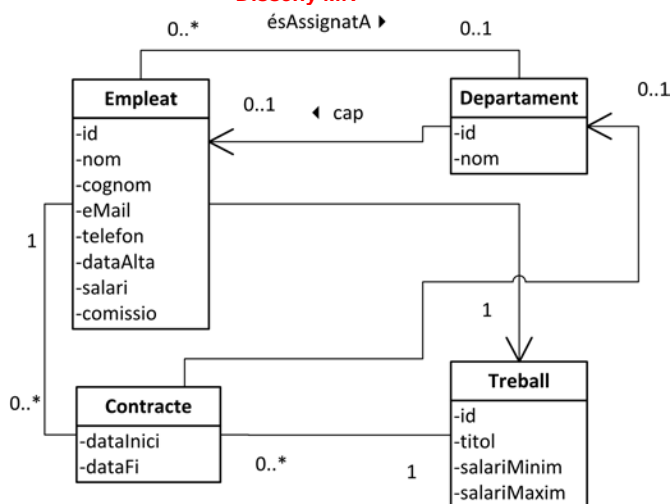 ésAssignatA
0..*
0..1
Empleat
-id
-nom
-cognom
-eMail
-telefon
-dataAlta
-salari
-comissio
0..1
cap
Departament
-id
-nom
0..1
1
1
0..*
Contracte
-dataInici
-dataFi
0..*
1
Treball
-id
-titol
-salariMinim
-salariMaxim